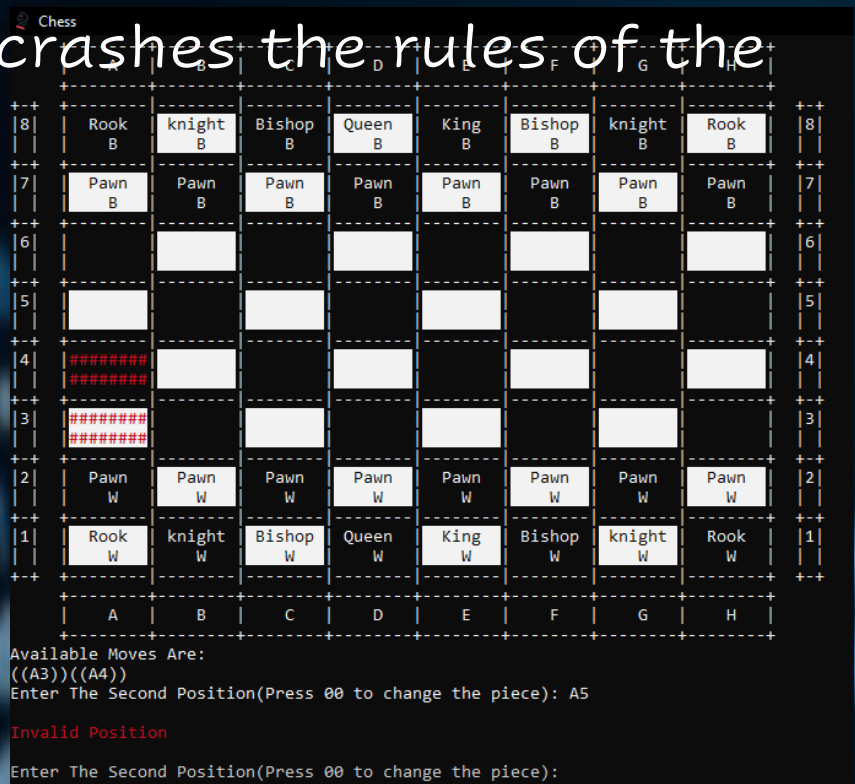 Chess
crashes the rules of the
A B C D E F G H
8 Rook knight Bishop Queen King Bishop knight Rook 8
B B B B B B B B
7 Pawn Pawn Pawn Pawn Pawn Pawn Pawn Pawn 7
B B B B B B B B
6 6
5 5
4 ######## 4
########
3 ######## 3
########
2 Pawn Pawn Pawn Pawn Pawn Pawn Pawn Pawn 2
W W W W W W W W
1 Rook knight Bishop Queen King Bishop knight Rook 1
W W W W W W W W
A B C D E F G H
Available Moves Are:
((A3))((A4))
Enter The Second Position(Press 00 to change the piece): A5
Invalid Position
Enter The Second Position(Press 00 to change the piece):